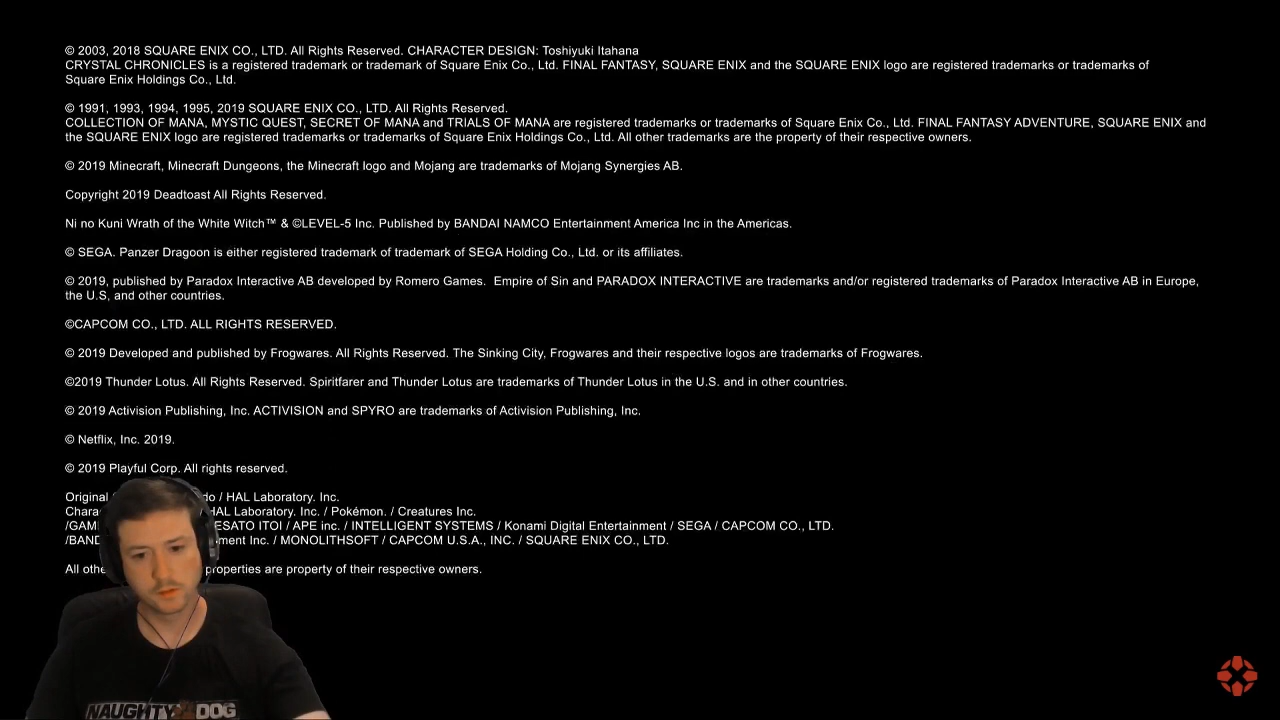 © 2003, 2018 SQUARE ENIX CO., LTD. All Rights Reserved. CHARACTER DESIGN: Toshiyuki Itahana
CRYSTAL CHRONICLES is a registered trademark or trademark of Square Enix Co., Ltd. FINAL FANTASY, SQUARE ENIX and the SQUARE ENIX logo are registered trademarks or trademarks of
Square Enix Holdings Co., Ltd.
© 1991, 1993, 1994, 1995, 2019 SQUARE ENIX CO., LTD. All Rights Reserved.
COLLECTION OF MANA, MYSTIC QUEST, SECRET OF MANA and TRIALS OF MANA are registered trademarks or trademarks of Square Enix Co., Ltd. FINAL FANTASY ADVENTURE, SQUARE ENIX and
the SQUARE ENIX logo are registered trademarks or trademarks of Square Enix Holdings Co., Ltd. All other trademarks are the property of their respective owners.
© 2019 Minecraft, Minecraft Dungeons, the Minecraft logo and Mojang are trademarks of Mojang Synergies AB.
Copyright 2019 Deadtoast All Rights Reserved.
Ni no Kuni Wrath of the White Witch™ & ©LEVEL-5 Inc. Published by BANDAI NAMCO Entertainment America Inc in the Americas.
© SEGA. Panzer Dragoon is either registered trademark of trademark of SEGA Holding Co., Ltd. or its affiliates.
© 2019, published by Paradox Interactive AB developed by Romero Games. Empire of Sin and PARADOX INTERACTIVE are trademarks and/or registered trademarks of Paradox Interactive AB in Europe,
the U.S, and other countries.
©CAPCOM CO., LTD. ALL RIGHTS RESERVED.
© 2019 Developed and published by Frogwares. All Rights Reserved. The Sinking City, Frogwares and their respective logos are trademarks of Frogwares.
©2019 Thunder Lotus. All Rights Reserved. Spiritfarer and Thunder Lotus are trademarks of Thunder Lotus in the U.S. and in other countries.
© 2019 Activision Publishing, Inc. ACTIVISION and SPYRO are trademarks of Activision Publishing, Inc.
© Netflix, Inc. 2019.
© 2019 Playful Corp. All rights reserved.
Original / HAL Laboratory. Inc.
HAL Laboratory. Inc. / Pokémon. / Creatures Inc.
ITOI / APE inc. / INTELLIGENT SYSTEMS / Konami Digital Entertainment / SEGA / CAPCOM CO., LTD.
Inc. / MONOLITHSOFT / CAPCOM U.S.A., INC. / SQUARE ENIX CO., LTD.
All properties are property of their respective owners.
NAUGHTY DOG